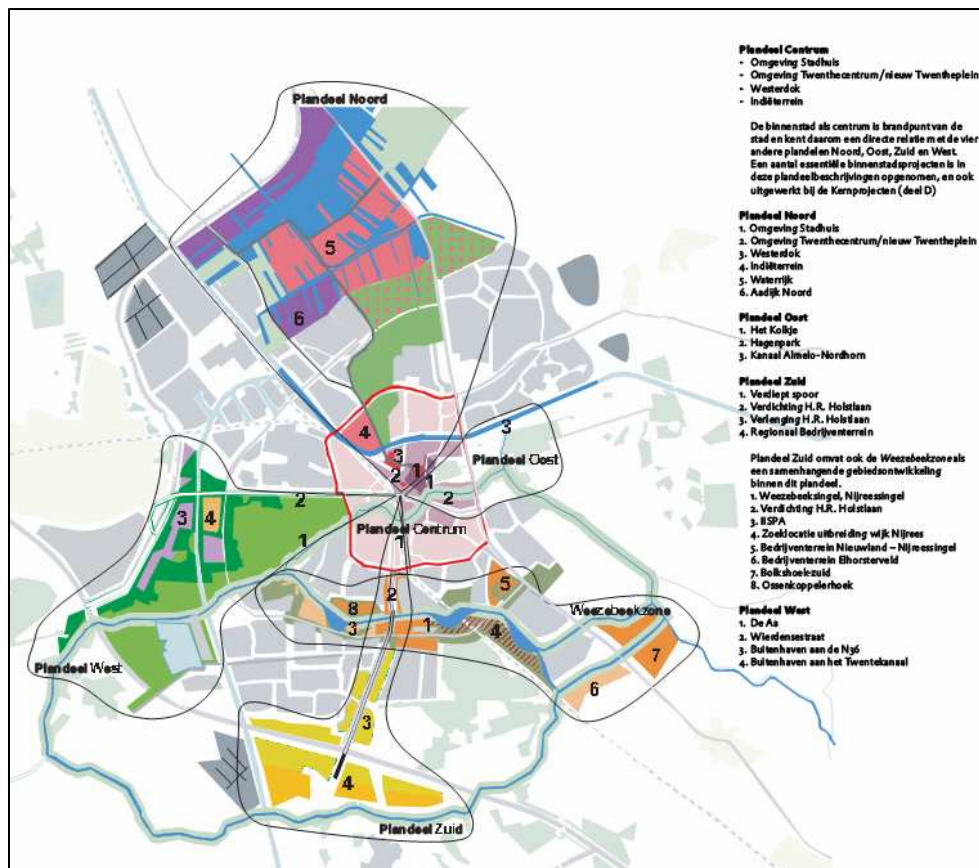 Plandeel Noord
5
6
4
3
2
1
1
3
Plandeel Oost
2
Plandeel Centrum
1
3
4
2
1
Plandeel West
2
8
3
1
5
4
Weezebeekzone
7
6
3
4
Plandeel Zuid
Plandeel Centrum
- Omgeving Stadhuis
- Omgeving Twenthecentrum/nieuw Twentheplein
- Westerdok
- Indiëterrein
De binnenstad als centrum is brandpunt van de
stad en kent daarom een directe relatie met de vier
andere plandelen Noord, Oost, Zuid en West.
Een aantal essentiële binnenstadsprojecten is in
deze plandeelbeschrijvingen opgenomen, en ook
uitgewerkt bij de Kernprojecten (deel D)
Plandeel Noord
1. Omgeving Stadhuis
2. Omgeving Twenthecentrum/nieuw Twentheplein
3. Westerdok
4. Indiëterrein
5. Waterrijk
6. Aadijk Noord
Plandeel Oost
1. Het Kolkje
2. Hagenpark
3. Kanaal Almelo-Nordhorn
Plandeel Zuid
1. Verdiept spoor
2. Verdichting H.R. Holstlaan
3. Verlenging H.R. Holstlaan
4. Regionaal Bedrijventerrein
Plandeel Zuid omvat ook de Weezebeekzone als
een samenhangende gebiedsontwikkeling
binnen dit plandeel.
1. Weezebeeksingel, Nijreessingel
2. Verdichting H.R. Holstlaan
3. IISPA
4. Zoeklocatie uitbreiding wijk Nijrees
5. Bedrijventerrein Nieuwland – Nijreessingel
6. Bedrijventerrein Elhorsterveld
7. Bolkshoek-zuid
8. Ossenkoppelerhoek
Plandeel West
1. De Aa
2. Wierdensestraat
3. Buitenhaven aan de N36
4. Buitenhaven aan het Twentekanaal